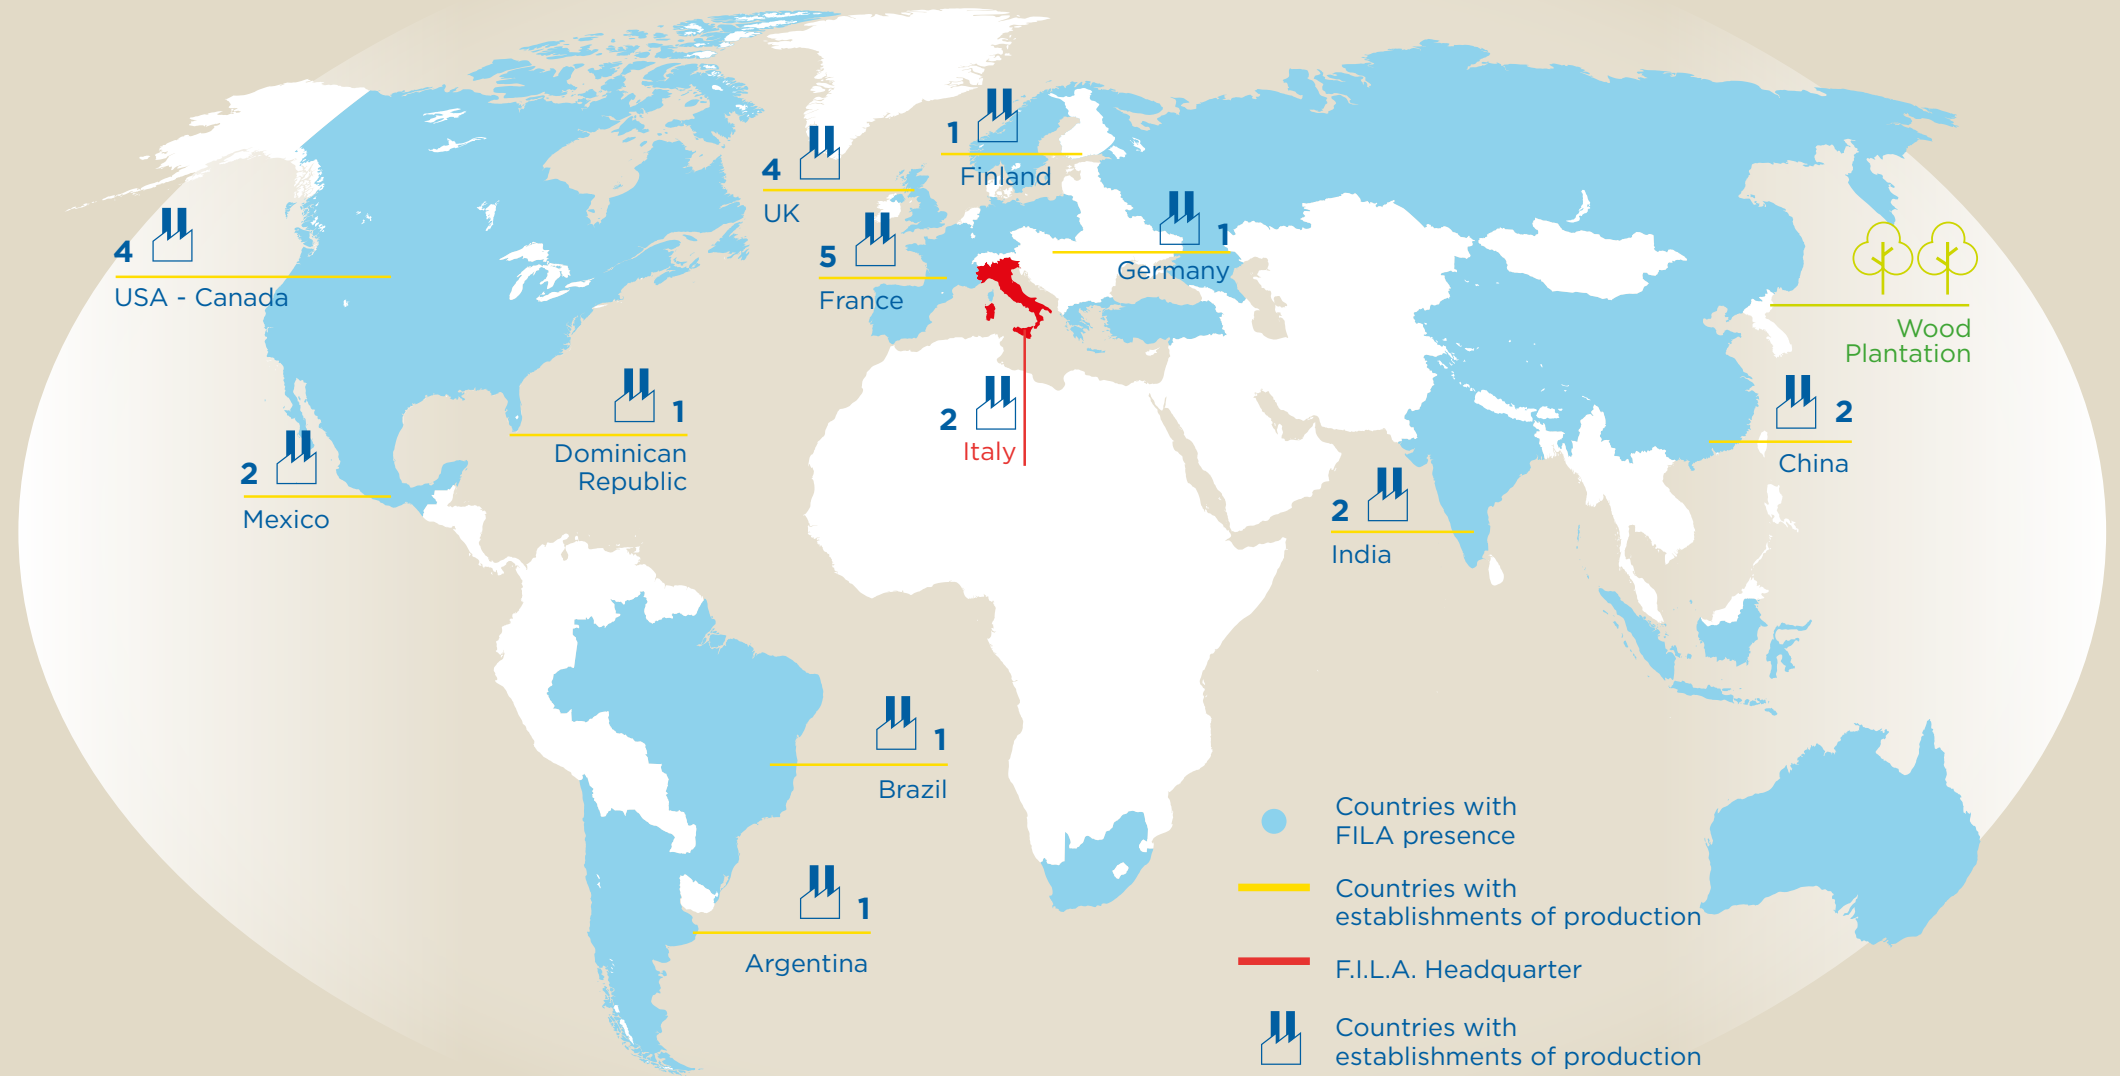 1
Finland
4
UK
4
USA - Canada
5
France
1
Germany
Wood
Plantation
1
Dominican
Republic
2
Italy
2
China
2
Mexico
2
India
1
Brazil
1
Argentina
Countries with
FILA presence
Countries with
establishments of production
F.I.L.A. Headquarter
Countries with
establishments of production